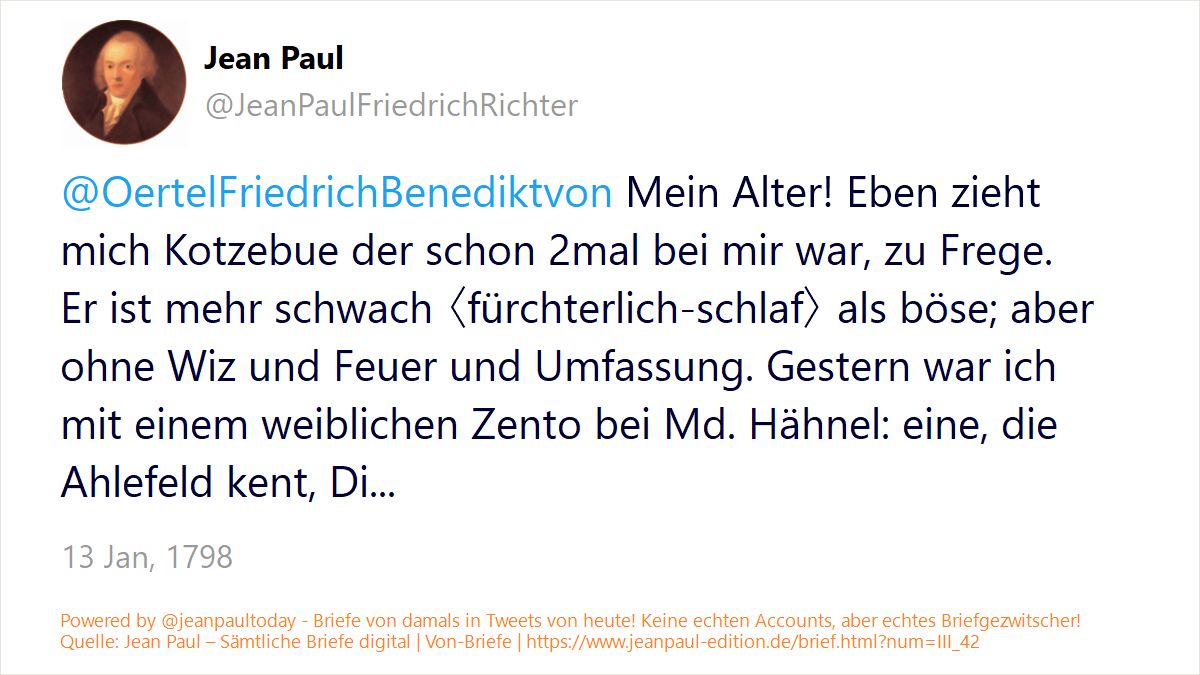 Jean Paul
@JeanPaulFriedrichRichter
@OertelFriedrichBenediktvon Mein Alter! Eben zieht
mich Kotzebue der schon 2mal bei mir war, zu Frege.
Er ist mehr schwach 〈fürchterlich-schlaf〉 als böse; aber
ohne Wiz und Feuer und Umfassung. Gestern war ich
mit einem weiblichen Zento bei Md. Hähnel: eine, die
Ahlefeld kent, Di...
13 Jan, 1798
Powered by @jeanpaultoday - Briefe von damals in Tweets von heute! Keine echten Accounts, aber echtes Briefgezwitscher!
Quelle: Jean Paul – Sämtliche Briefe digital | Von-Briefe | https://www.jeanpaul-edition.de/brief.html?num=III_42